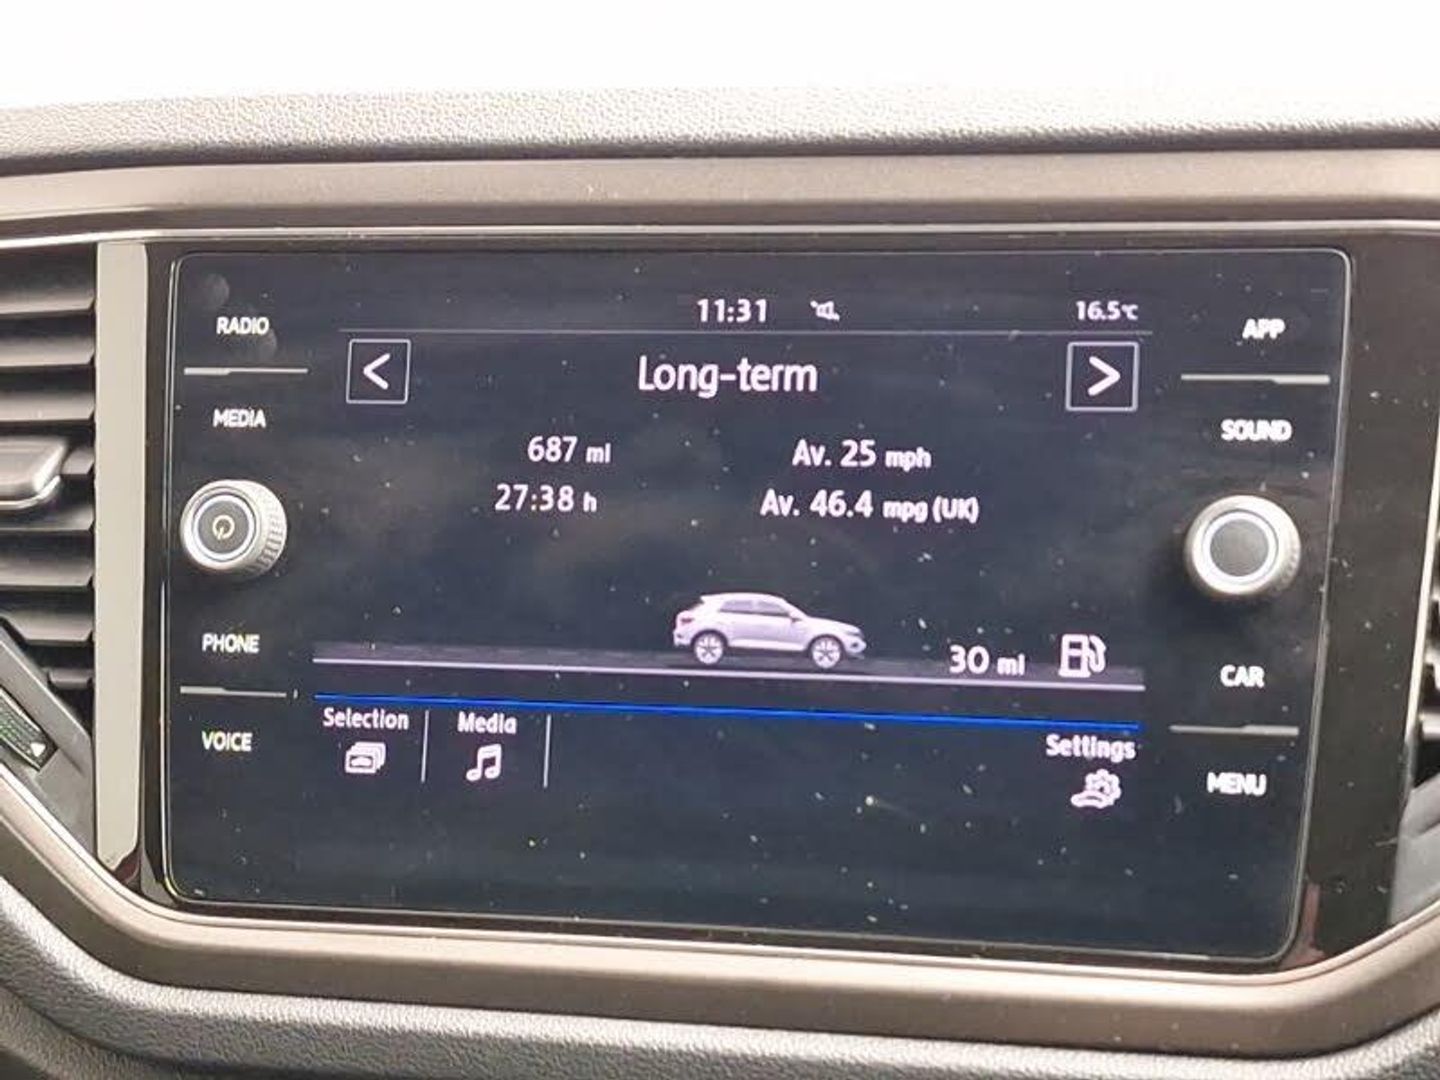 11:31 16.5°C
RADIO
APP
Long-term
MEDIA
SOUND
687 mi
Av. 25 mph
27:38 h
Av. 46.4 mpg (UK)
PHONE
30 mi
CAR
VOICE
Selection
Media
Settings
MENU